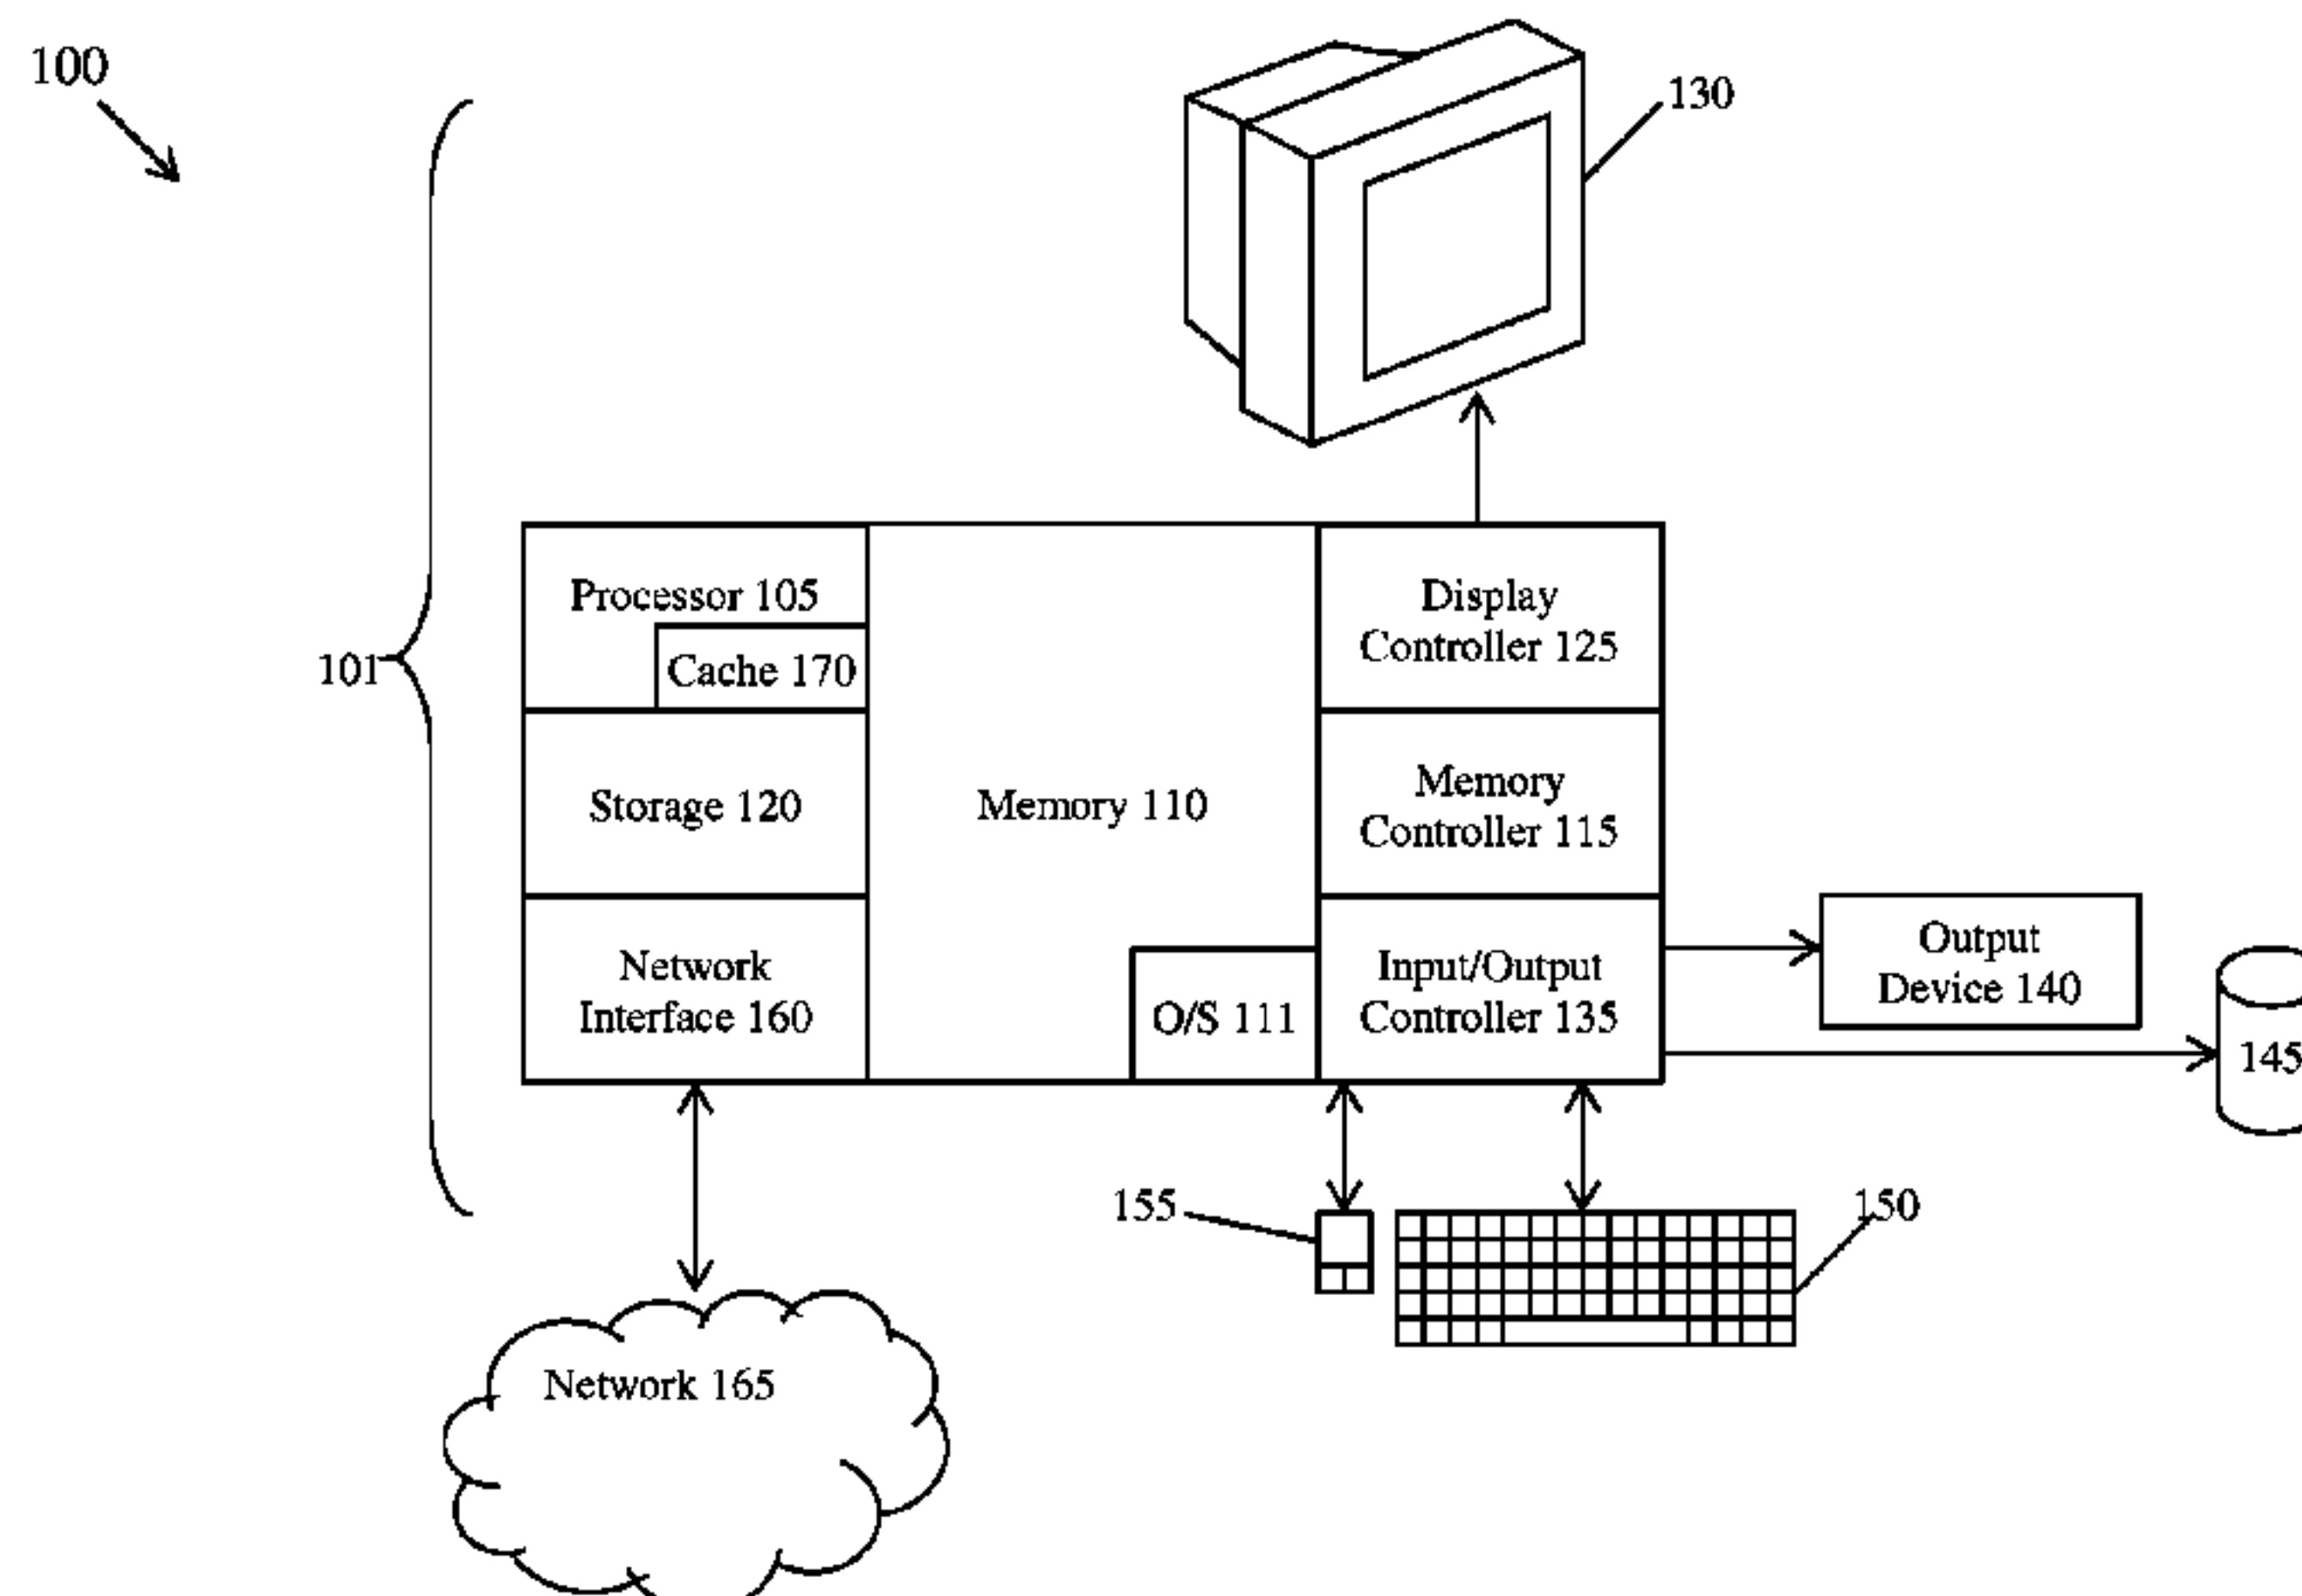 100
130
Processor 105
Cache 170
Display
Controller 125
101
Storage 120
Memory 110
Memory
Controller 115
Network
Interface 160
O/S 111
Input/Output
Controller 135
Output
Device 140
145
155
150
Network 165